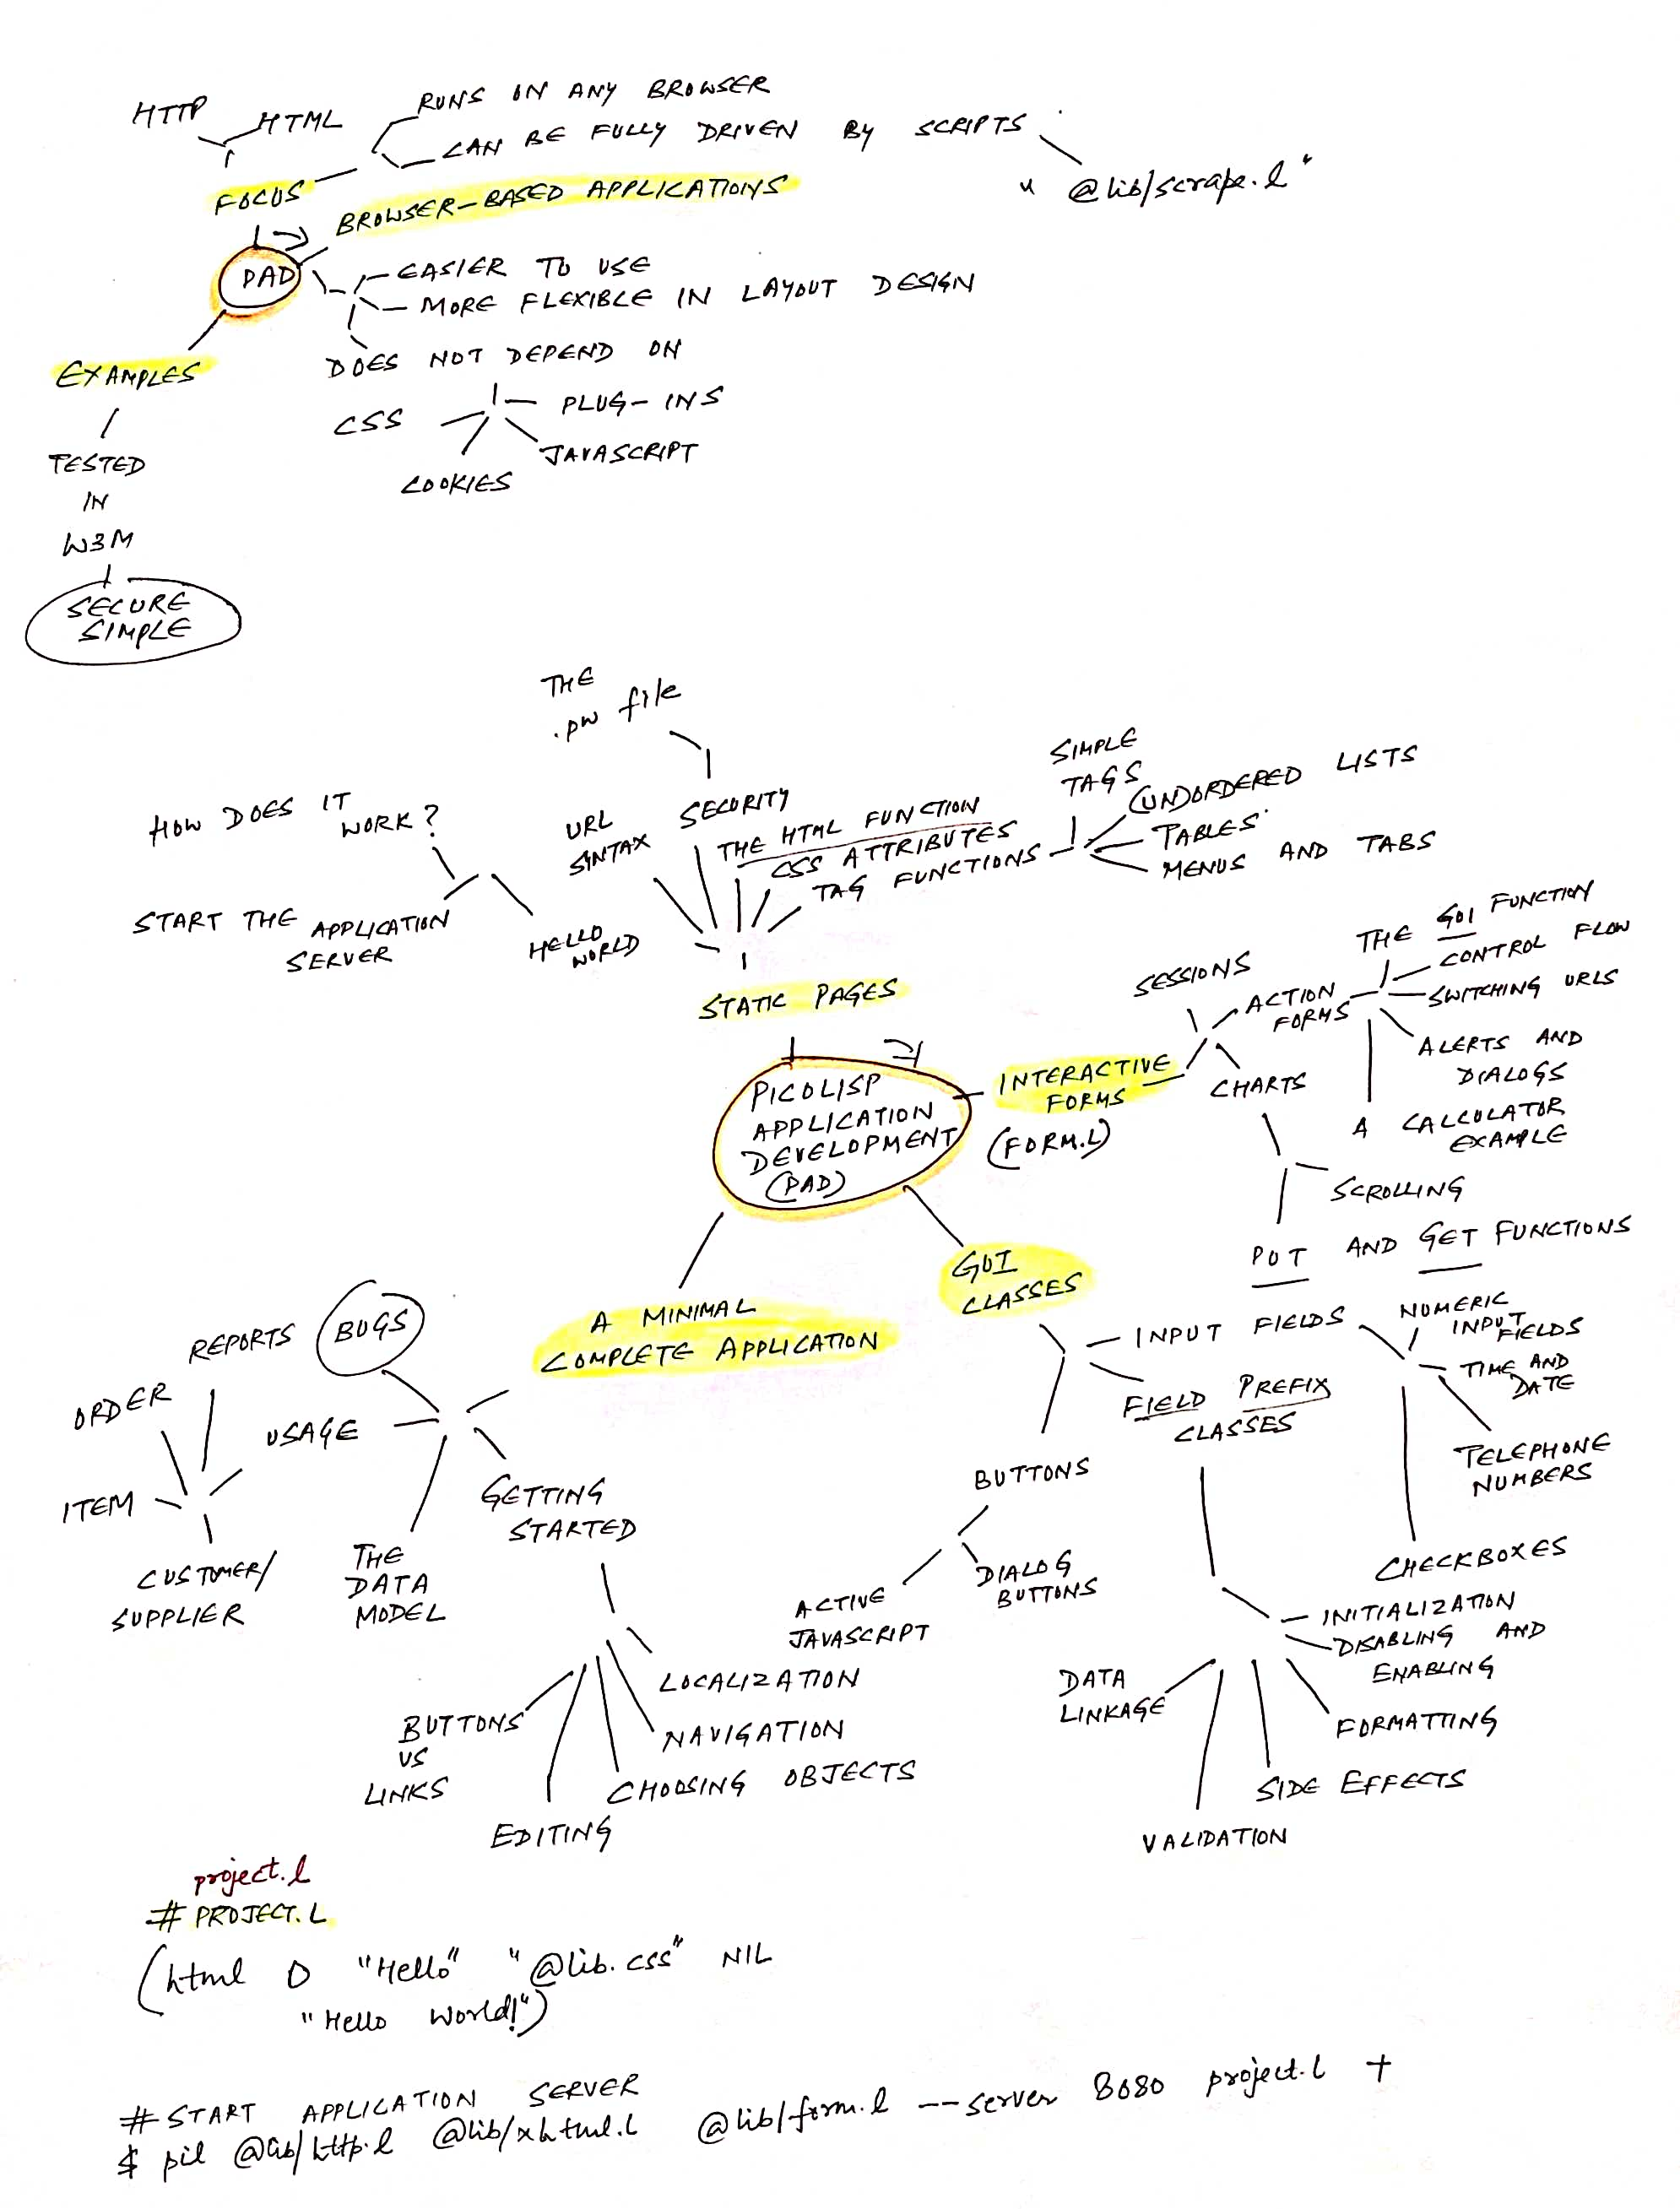 HTTP
HTML
RUNS ON ANY BROWSER
CAN BE FULLY DRIVEN BY SCRIPTS
" @lib/scrape.l "
FOCUS
BROWSER-BASED APPLICATIONS
PAD
EASIER TO USE
MORE FLEXIBLE IN LAYOUT DESIGN
DOES NOT DEPEND ON
CSS
PLUG-INS
JAVASCRIPT
COOKIES
EXAMPLES
TESTED
IN
W3M
SECURE
SIMPLE
THE
.pw file
SECURITY
HOW DOES IT
WORK?
START THE APPLICATION
SERVER
HELLO
WORLD
URL
SYNTAX
THE HTML FUNCTION
CSS ATTRIBUTES
TAG FUNCTIONS
SIMPLE
TAGS
(UN)ORDERED LISTS
TABLES
MENUS AND TABS
STATIC PAGES
PICOLISP
APPLICATION
DEVELOPMENT
(PAD)
INTERACTIVE
FORMS
(FORM.L)
SESSIONS
ACTION
FORMS
THE GUI FUNCTION
CONTROL FLOW
SWITCHING URLS
ALERTS AND
DIALOGS
A CALCULATOR
EXAMPLE
CHARTS
SCROLLING
PUT AND GET FUNCTIONS
GUI
CLASSES
INPUT FIELDS
NUMERIC
INPUT
FIELDS
TIME AND
DATE
TELEPHONE
NUMBERS
CHECKBOXES
FIELD PREFIX
CLASSES
INITIALIZATION
DISABLING AND
ENABLING
FORMATTING
SIDE EFFECTS
VALIDATION
DATA
LINKAGE
BUTTONS
DIALOG
BUTTONS
ACTIVE
JAVASCRIPT
A MINIMAL
COMPLETE APPLICATION
BUGS
REPORTS
ORDER
USAGE
ITEM
CUSTOMER/
SUPPLIER
THE
DATA
MODEL
GETTING
STARTED
LOCALIZATION
NAVIGATION
CHOOSING OBJECTS
EDITING
BUTTONS
VS
LINKS
project.l
# PROJECT.L
(html 0 "Hello" "@lib.css" NIL
"Hello World!")
# START APPLICATION SERVER
$ pil @lib/http.l @lib/xhtml.l @lib/form.l --server 8080 project.l +